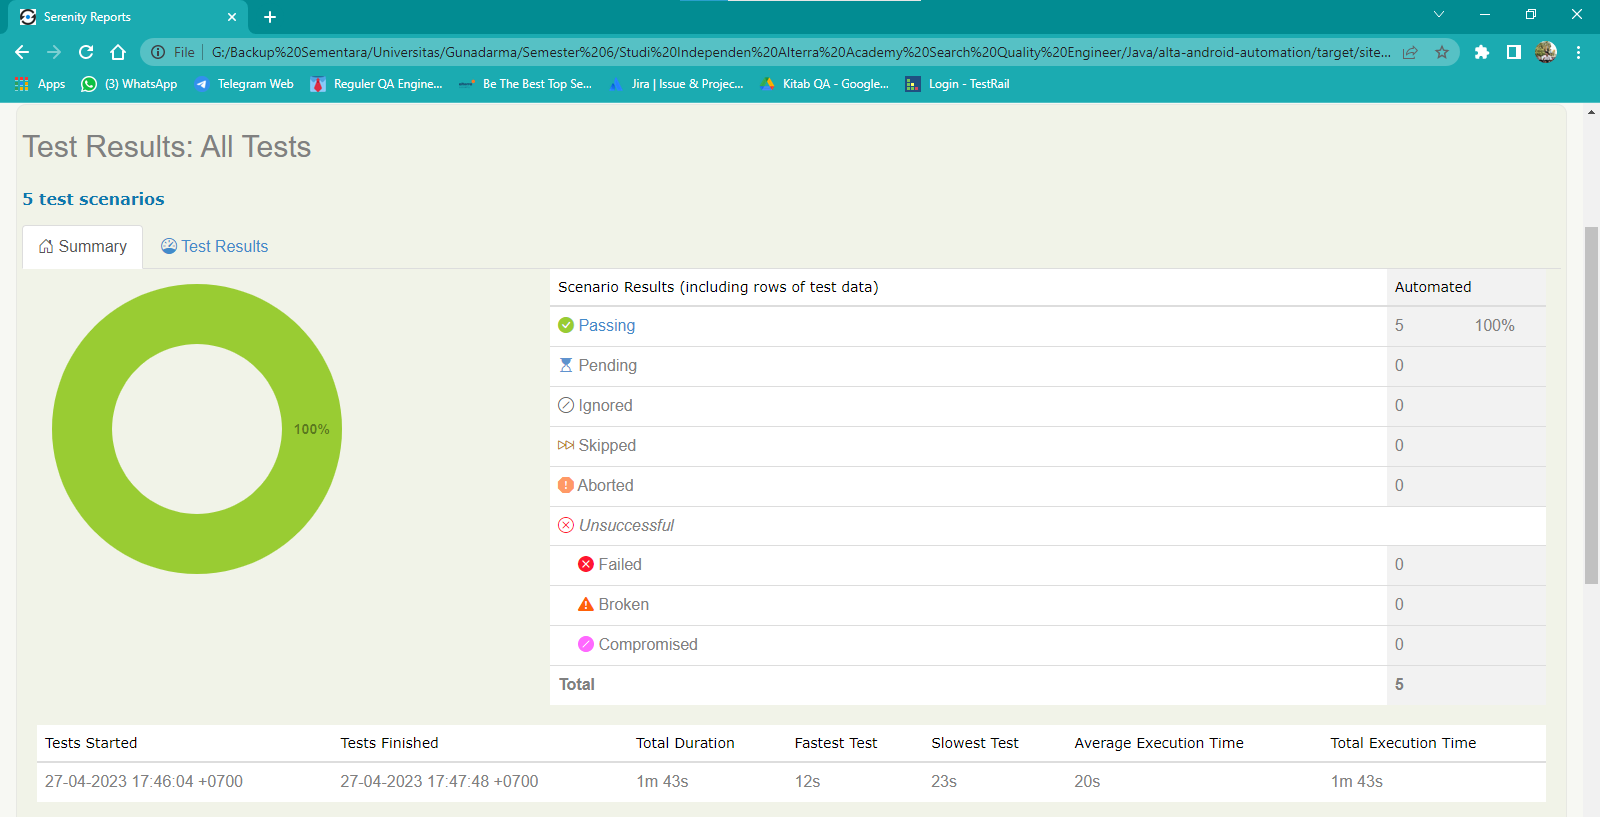 Serenity Reports
File G:/Backup%20Sementara/Universitas/Gunadarma/Semester%206/Studi%20Independen%20Alterra%20Academy%20Search%20Quality%20Engineer/Java/alta-android-automation/target/site...
Apps (3) WhatsApp Telegram Web Reguler QA Engine... Be The Best Top Se... Jira | Issue & Projec... Kitab QA - Google... Login - TestRail
Test Results: All Tests
5 test scenarios
Summary Test Results
Scenario Results (including rows of test data) Automated
Passing 5 100%
100%
Pending 0
Ignored 0
Skipped 0
Aborted 0
Unsuccessful
Failed 0
Broken 0
Compromised 0
Total 5
Tests Started Tests Finished Total Duration Fastest Test Slowest Test Average Execution Time Total Execution Time
27-04-2023 17:46:04 +0700 27-04-2023 17:47:48 +0700 1m 43s 12s 23s 20s 1m 43s